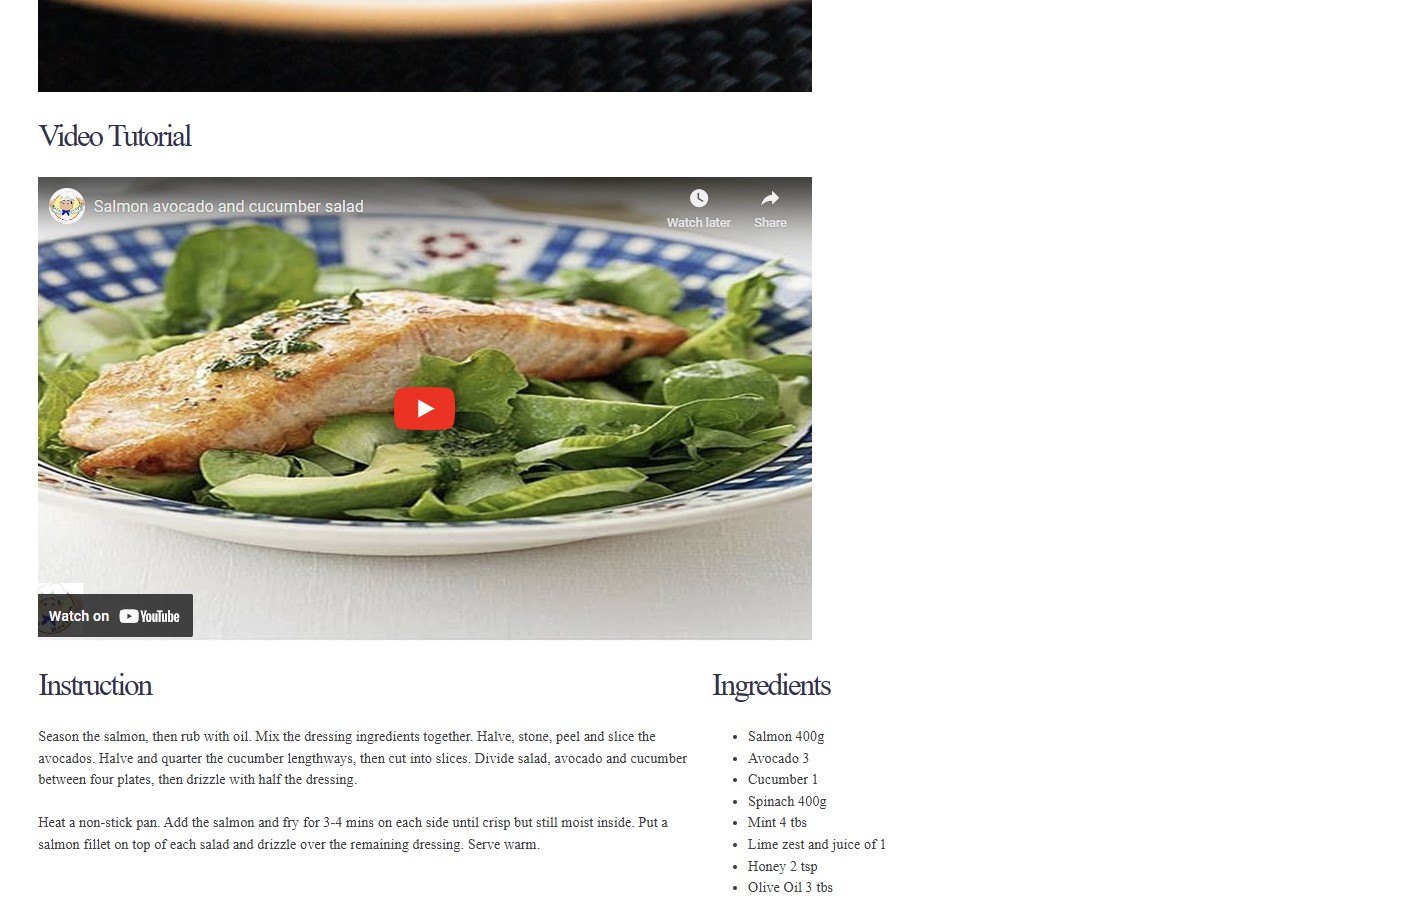 Video Tutorial
Salmon avocado and cucumber salad
Watch later
Share
Watch on YouTube
Instruction
Season the salmon, then rub with oil. Mix the dressing ingredients together. Halve, stone, peel and slice the
avocados. Halve and quarter the cucumber lengthways, then cut into slices. Divide salad, avocado and cucumber
between four plates, then drizzle with half the dressing.
Heat a non-stick pan. Add the salmon and fry for 3-4 mins on each side until crisp but still moist inside. Put a
salmon fillet on top of each salad and drizzle over the remaining dressing. Serve warm.
Ingredients
Salmon 400g
Avocado 3
Cucumber 1
Spinach 400g
Mint 4 tbs
Lime zest and juice of 1
Honey 2 tsp
Olive Oil 3 tbs